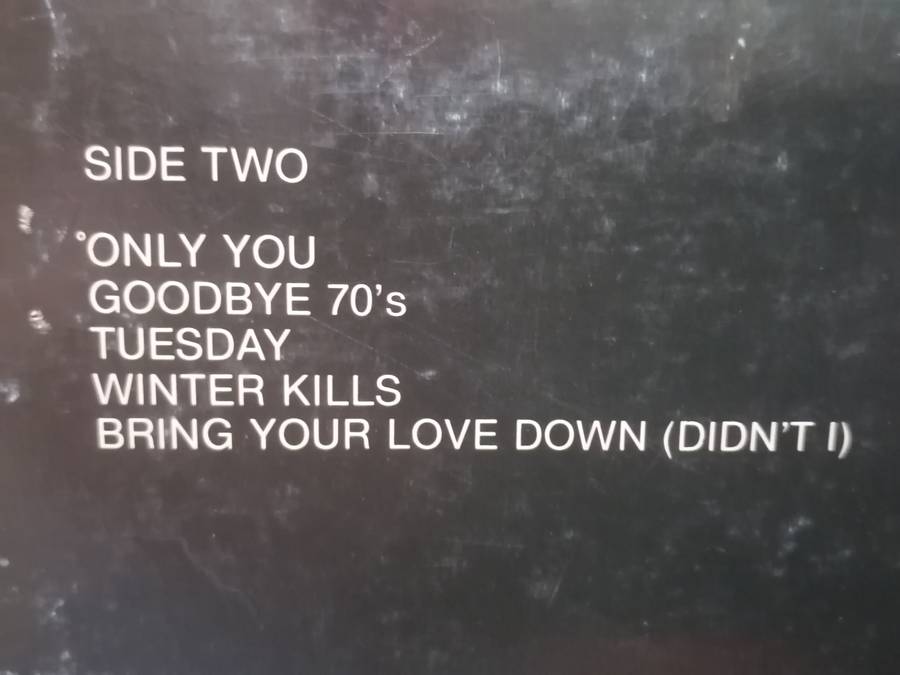 SIDE TWO
°ONLY YOU
GOODBYE 70's
TUESDAY
WINTER KILLS
BRING YOUR LOVE DOWN (DIDN'T I)